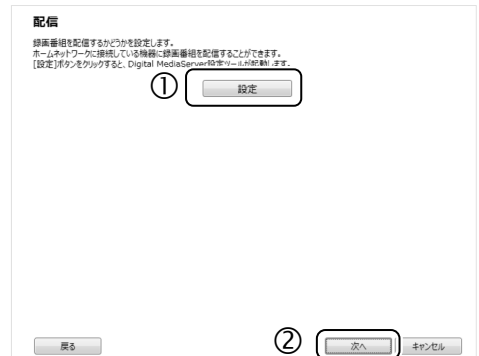 配信
録画番組を配信するかどうかを設定します。
ホームネットワークに接続している機器に録画番組を配信することができます。
[設定]ボタンをクリックすると、Digital MediaServer設定ツールが起動します。
① 設定
戻る ② 次へ キャンセル